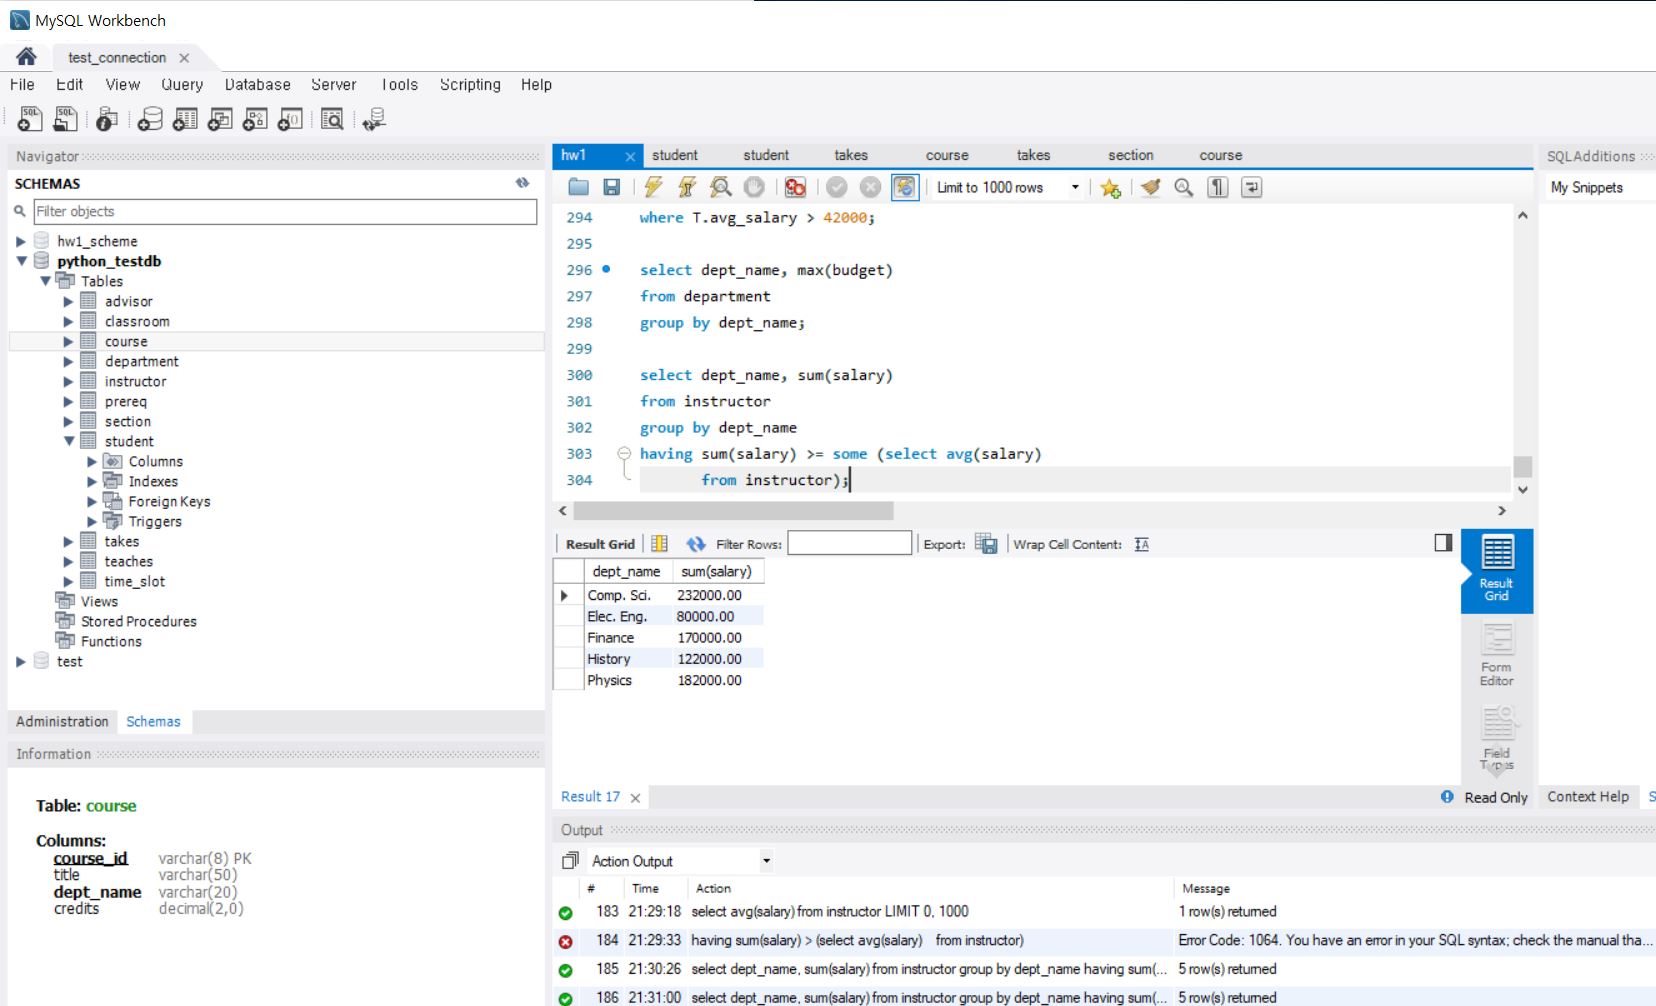 MySQL Workbench
test_connection
File Edit View Query Database Server Tools Scripting Help
Navigator
SCHEMAS
Filter objects
hw1_scheme
python_testdb
Tables
advisor
classroom
course
department
instructor
prereq
section
student
Columns
Indexes
Foreign Keys
Triggers
takes
teaches
time_slot
Views
Stored Procedures
Functions
test
Administration Schemas
Information
Table: course
Columns:
course_id varchar(8) PK
title varchar(50)
dept_name varchar(20)
credits decimal(2,0)
hw1 student student takes course takes section course
Limit to 1000 rows
294 where T.avg_salary > 42000;
295
296 select dept_name, max(budget)
297 from department
298 group by dept_name;
299
300 select dept_name, sum(salary)
301 from instructor
302 group by dept_name
303 having sum(salary) >= some (select avg(salary)
304 from instructor);
Result Grid Filter Rows: Export: Wrap Cell Content:
dept_name sum(salary)
Comp. Sci. 232000.00
Elec. Eng. 80000.00
Finance 170000.00
History 122000.00
Physics 182000.00
Result
Grid
Form
Editor
Field
Types
Result 17
Read Only
SQLAdditions
My Snippets
Context Help S
Output
Action Output
# Time Action Message
183 21:29:18 select avg(salary) from instructor LIMIT 0, 1000 1 row(s) returned
184 21:29:33 having sum(salary) > (select avg(salary) from instructor) Error Code: 1064. You have an error in your SQL syntax; check the manual tha...
185 21:30:26 select dept_name, sum(salary) from instructor group by dept_name having sum(... 5 row(s) returned
186 21:31:00 select dept_name, sum(salary) from instructor group by dept_name having sum(... 5 row(s) returned